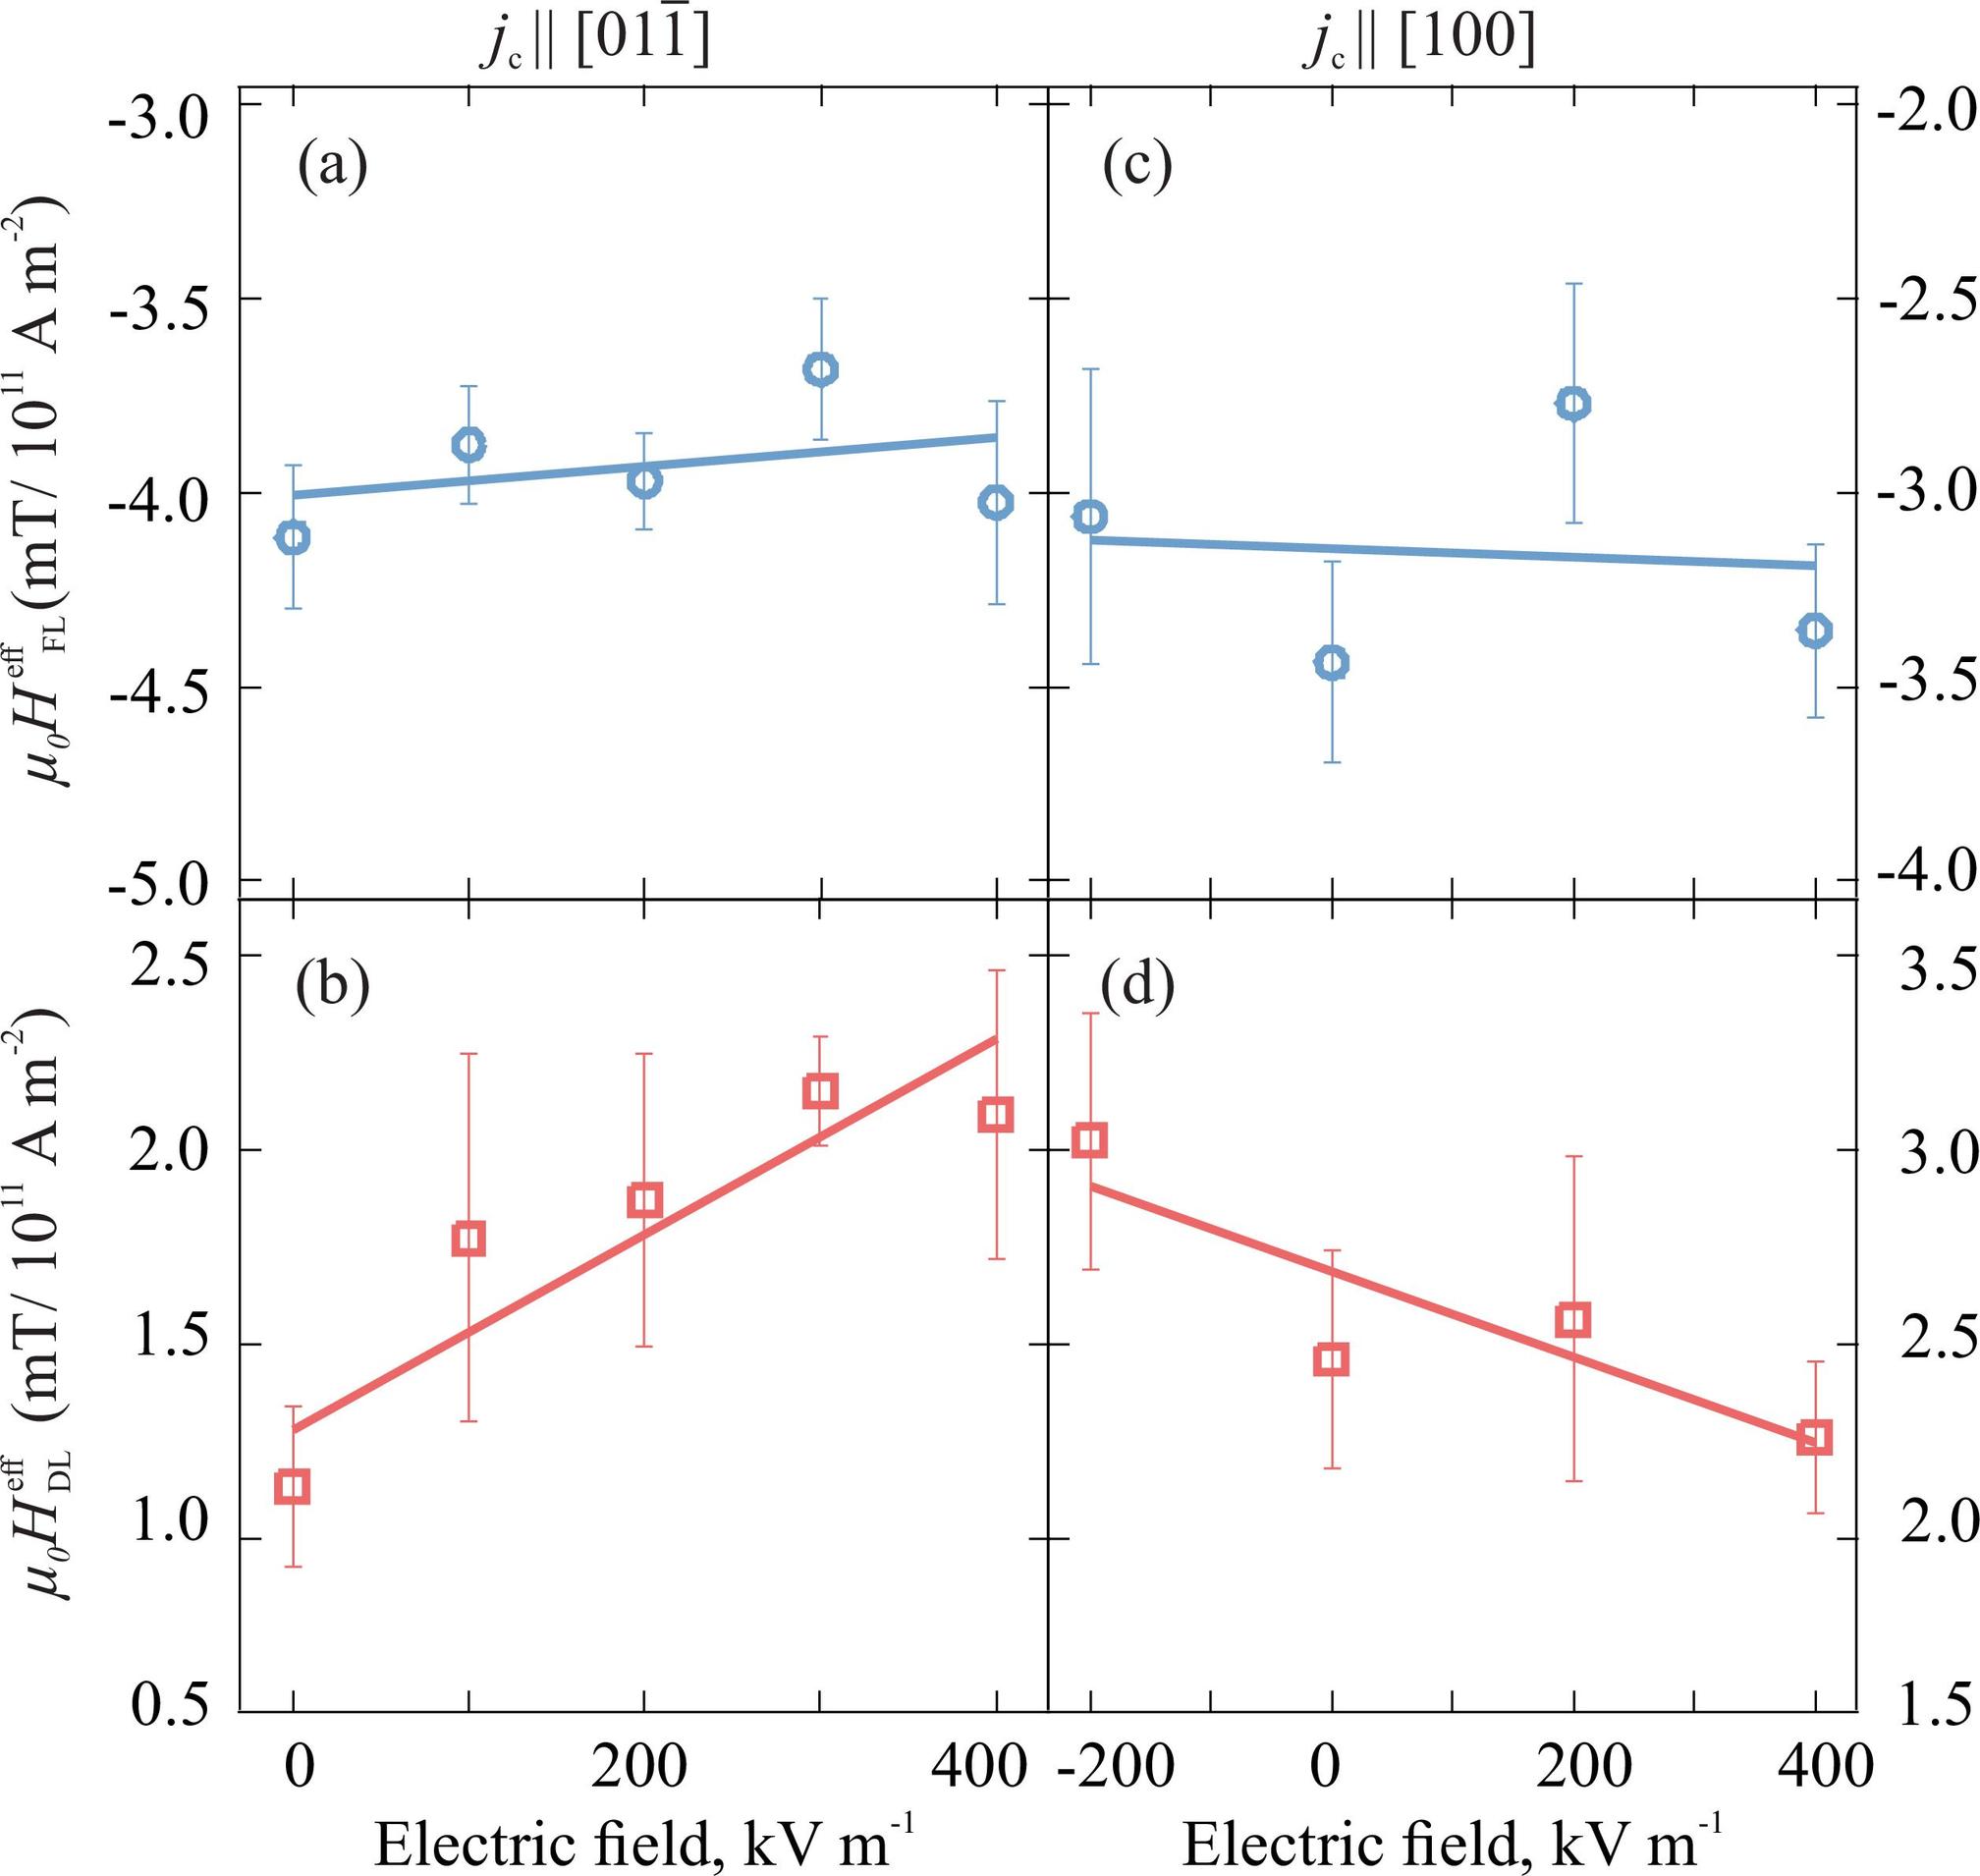 j_c || [011̅]
j_c || [100]
(a)
(c)
-3.0
-3.5
-4.0
-4.5
-5.0
-2.0
-2.5
-3.0
-3.5
-4.0
μ₀H^eff_FL (mT/ 10^11 A m^-2)
(b)
(d)
2.5
2.0
1.5
1.0
0.5
3.5
3.0
2.5
2.0
1.5
μ₀H^eff_DL (mT/ 10^11 A m^-2)
0 200 400 -200 0 200 400
Electric field, kV m^-1
Electric field, kV m^-1